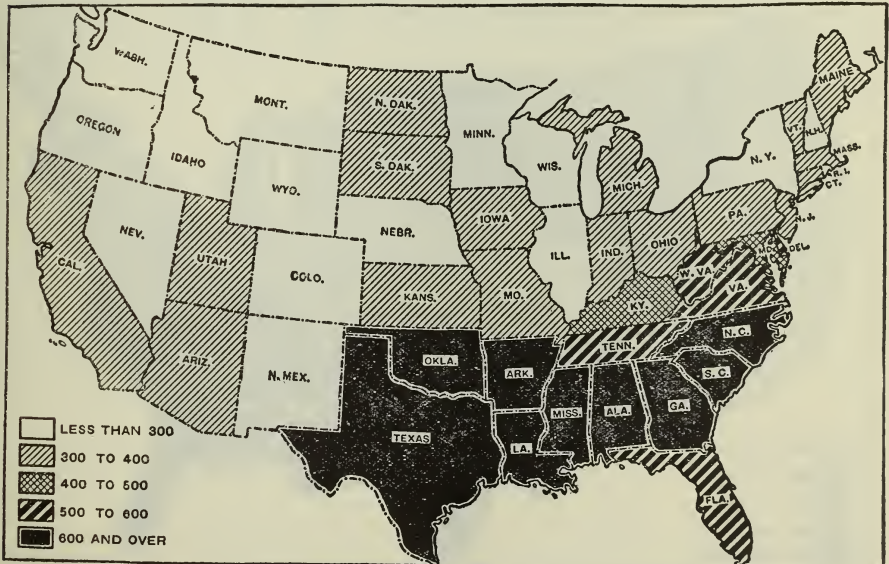 WASH.
MONT.
N. DAK.
MINN.
MAINE
OREGON
IDAHO
WYO.
S. DAK.
WIS.
MICH.
N. Y.
VT.
N.H.
MASS.
R. I.
CT.
NEV.
UTAH
COLO.
NEBR.
IOWA
ILL.
IND.
OHIO
PA.
N. J.
DEL.
MD.
CAL.
ARIZ.
N. MEX.
KANS.
MO.
KY.
W. VA.
VA.
TENN.
N. C.
OKLA.
ARK.
S. C.
TEXAS
LA.
MISS.
ALA.
GA.
FLA.
LESS THAN 300
300 TO 400
400 TO 500
500 TO 600
600 AND OVER